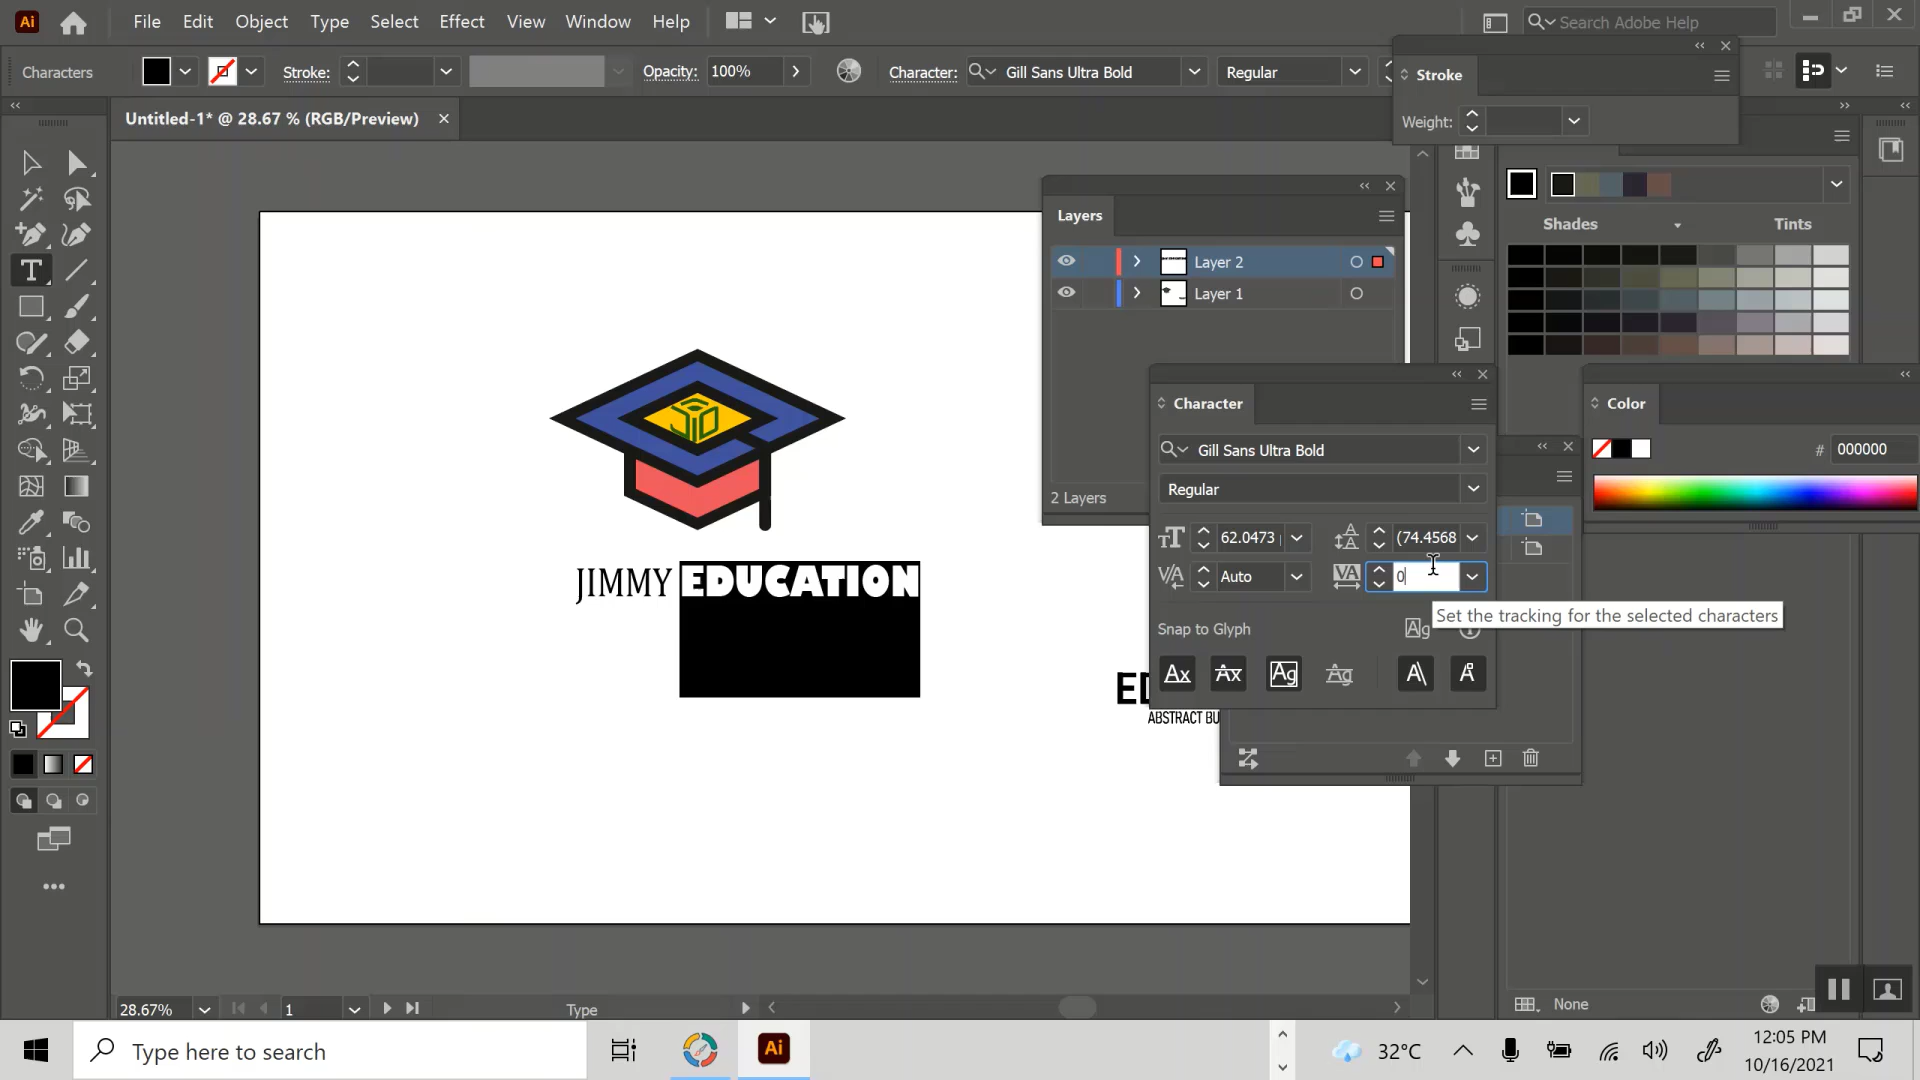 Ai File Edit Object Type Select Effect View Window Help Search Adobe Help
Characters Stroke: Opacity: 100% Character: Gill Sans Ultra Bold Regular
Stroke
Weight:
Untitled-1* @ 28.67 % (RGB/Preview)
Layers
Layer 2
Layer 1
2 Layers
Shades Tints
Character
Gill Sans Ultra Bold
Regular
62.0473 (74.4568
Auto 0
Set the tracking for the selected characters
Snap to Glyph
Color
# 000000
JIMMY EDUCATION
ABSTRACT BU
28.67% 1 Type
None
Type here to search
Ai
32°C
12:05 PM
10/16/2021